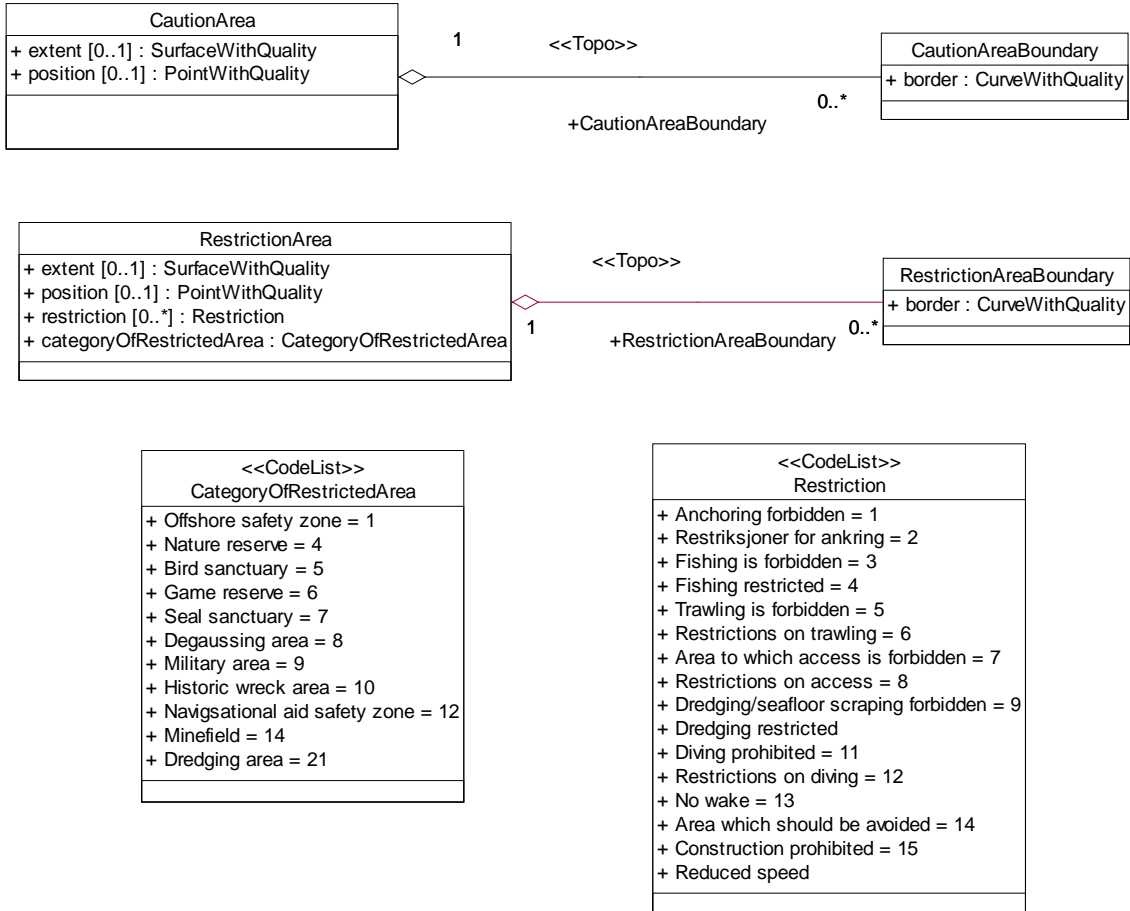 CautionArea
+ extent [0..1] : SurfaceWithQuality
+ position [0..1] : PointWithQuality
1
<<Topo>>
0..*
+CautionAreaBoundary
CautionAreaBoundary
+ border : CurveWithQuality
RestrictionArea
+ extent [0..1] : SurfaceWithQuality
+ position [0..1] : PointWithQuality
+ restriction [0..*] : Restriction
+ categoryOfRestrictedArea : CategoryOfRestrictedArea
<<Topo>>
1
0..*
+RestrictionAreaBoundary
RestrictionAreaBoundary
+ border : CurveWithQuality
<<CodeList>>
CategoryOfRestrictedArea
+ Offshore safety zone = 1
+ Nature reserve = 4
+ Bird sanctuary = 5
+ Game reserve = 6
+ Seal sanctuary = 7
+ Degaussing area = 8
+ Military area = 9
+ Historic wreck area = 10
+ Navigsational aid safety zone = 12
+ Minefield = 14
+ Dredging area = 21
<<CodeList>>
Restriction
+ Anchoring forbidden = 1
+ Restriksjoner for ankring = 2
+ Fishing is forbidden = 3
+ Fishing restricted = 4
+ Trawling is forbidden = 5
+ Restrictions on trawling = 6
+ Area to which access is forbidden = 7
+ Restrictions on access = 8
+ Dredging/seafloor scraping forbidden = 9
+ Dredging restricted
+ Diving prohibited = 11
+ Restrictions on diving = 12
+ No wake = 13
+ Area which should be avoided = 14
+ Construction prohibited = 15
+ Reduced speed